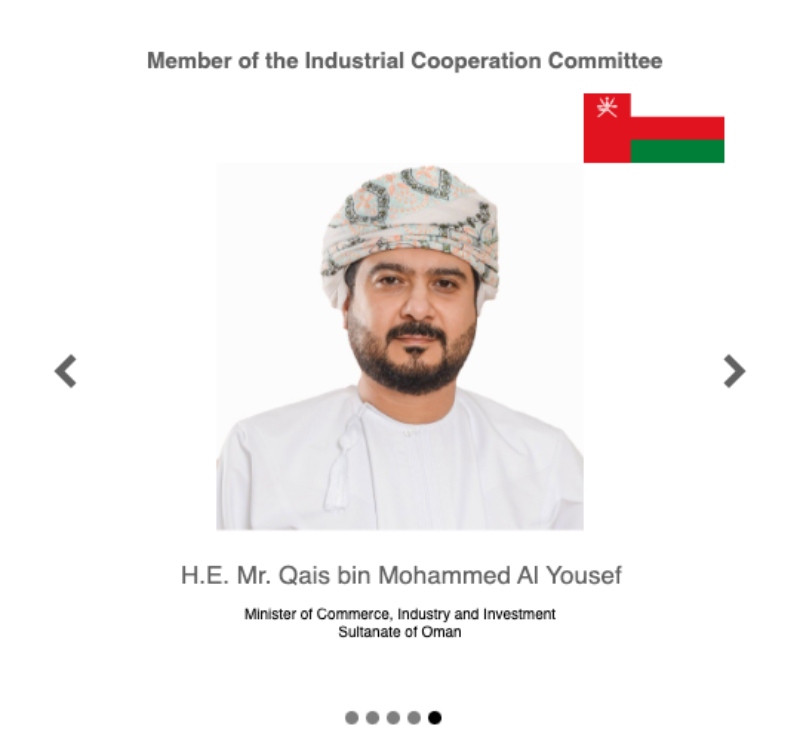 Member of the Industrial Cooperation Committee
H.E. Mr. Qais bin Mohammed Al Yousef
Minister of Commerce, Industry and Investment
Sultanate of Oman